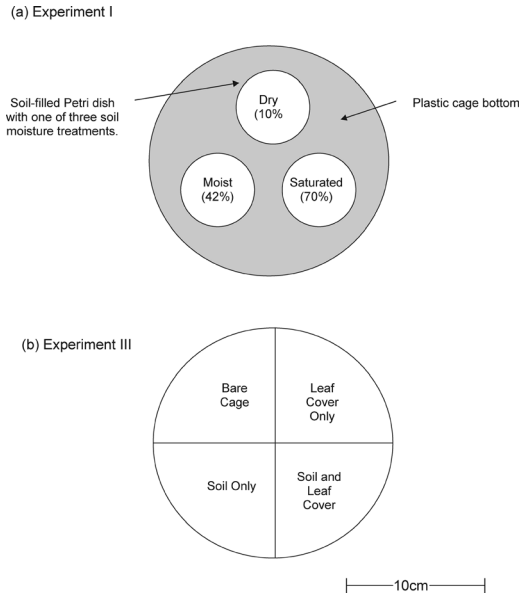 (a) Experiment I
Soil-filled Petri dish
with one of three soil
moisture treatments.
Dry
(10%
Plastic cage bottom
Moist
(42%)
Saturated
(70%)
(b) Experiment III
Bare
Cage
Leaf
Cover
Only
Soil Only
Soil and
Leaf
Cover
10cm